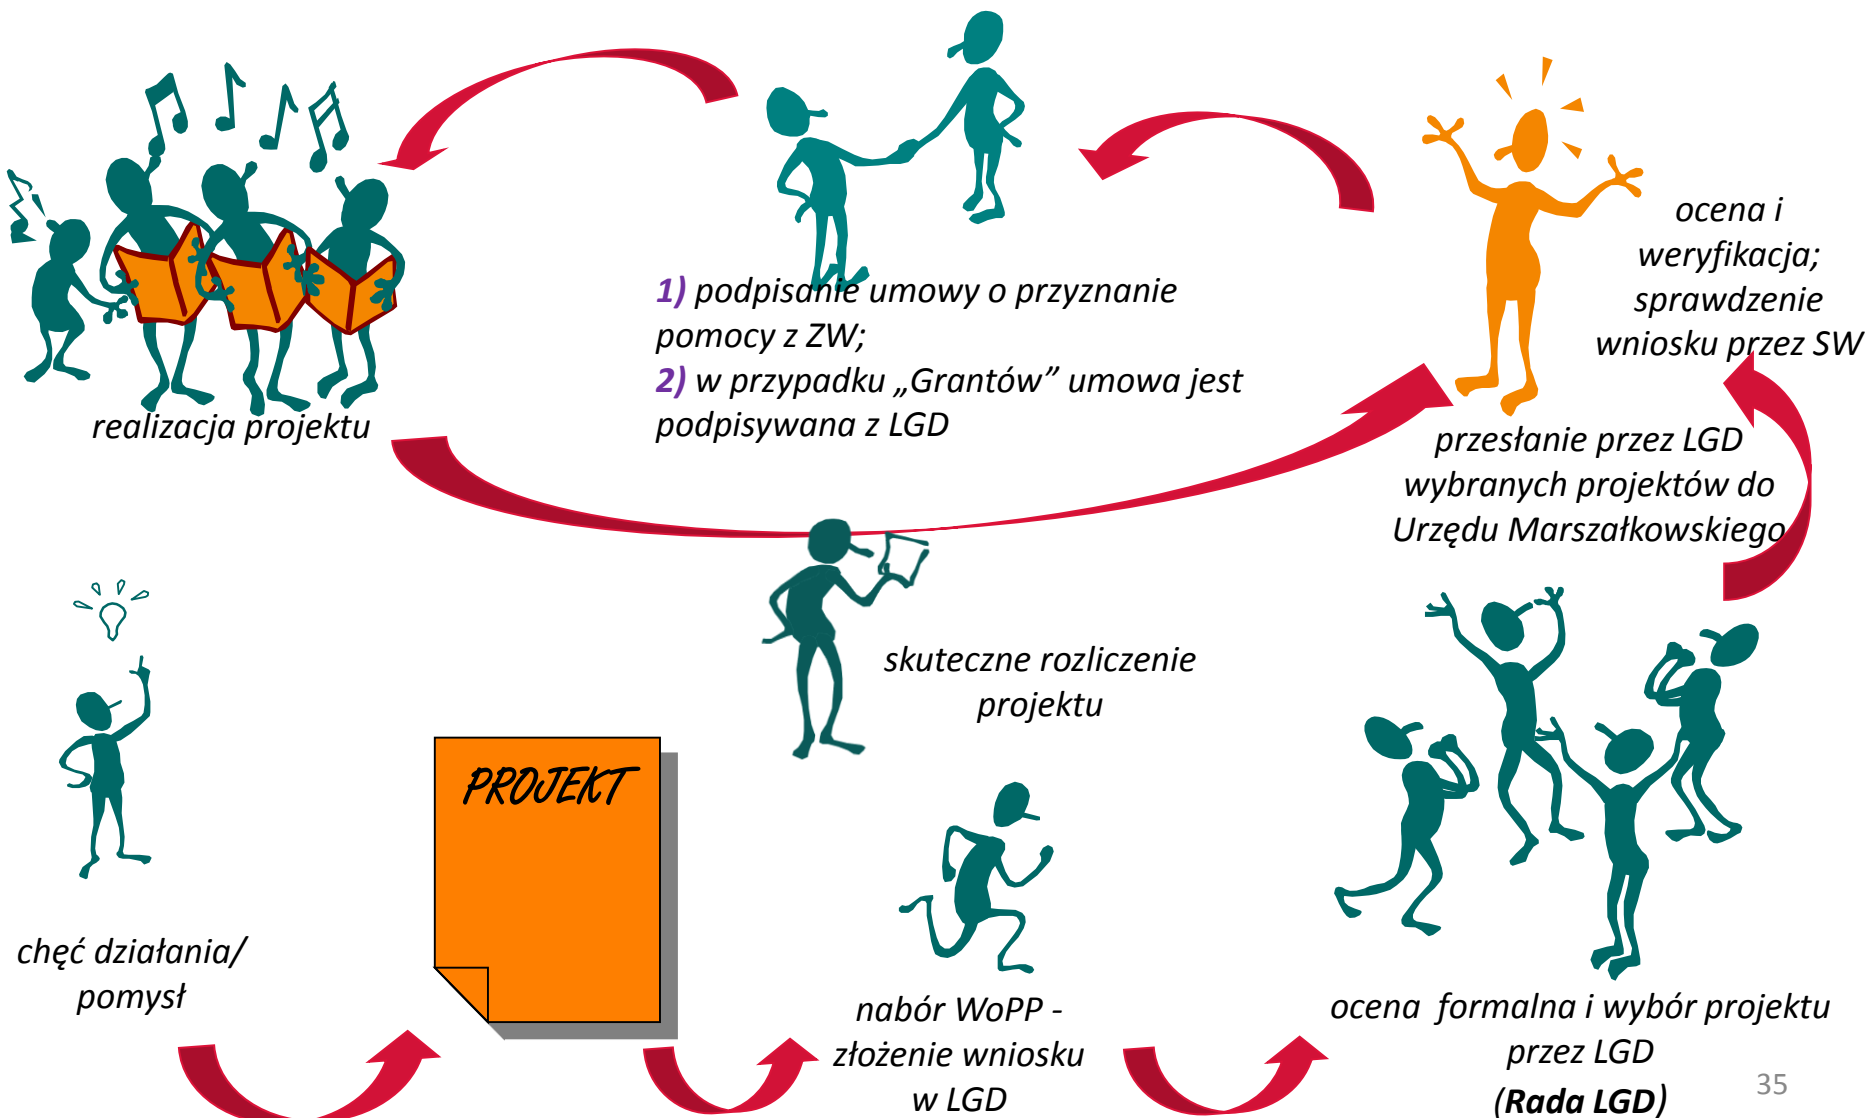 ocena i
weryfikacja;
sprawdzenie
wniosku przez SW
1) podpisanie umowy o przyznanie
pomocy z ZW;
2) w przypadku „Grantów” umowa jest
podpisywana z LGD
realizacja projektu
przesłanie przez LGD
wybranych projektów do
Urzędu Marszałkowskiego
skuteczne rozliczenie
projektu
PROJEKT
chęć działania/
pomysł
nabór WoPP -
złożenie wniosku
w LGD
ocena formalna i wybór projektu
przez LGD
(Rada LGD)
35